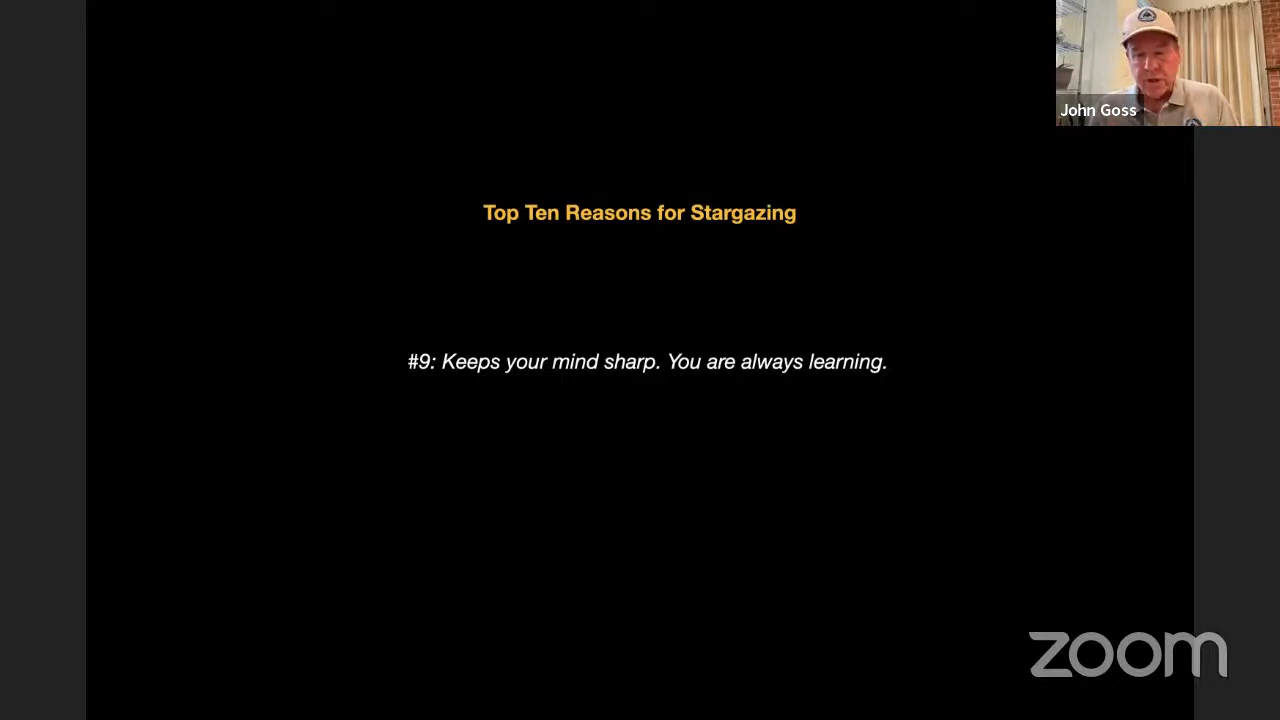 John Goss
Top Ten Reasons for Stargazing
#9: Keeps your mind sharp. You are always learning.
zoom